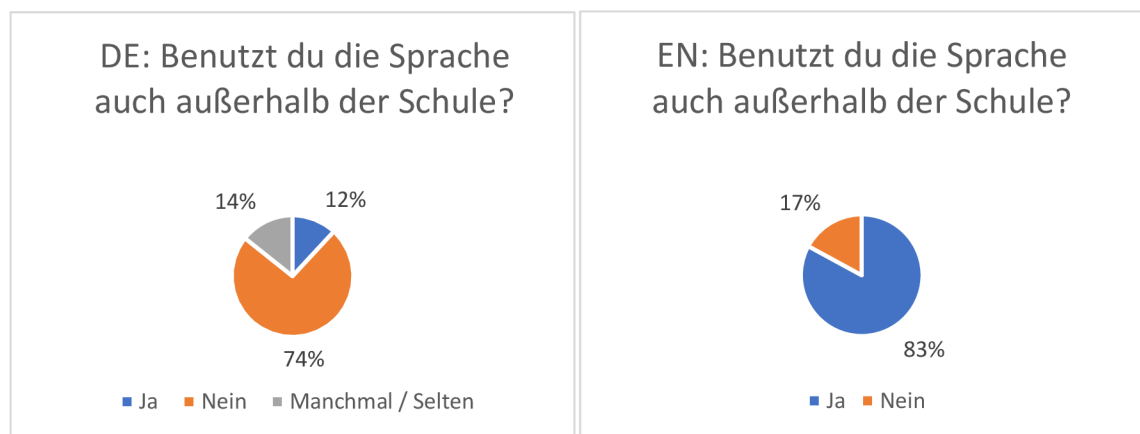 DE: Benutzt du die Sprache
auch außerhalb der Schule?
14%
12%
74%
Ja Nein Manchmal / Selten
EN: Benutzt du die Sprache
auch außerhalb der Schule?
17%
83%
Ja Nein